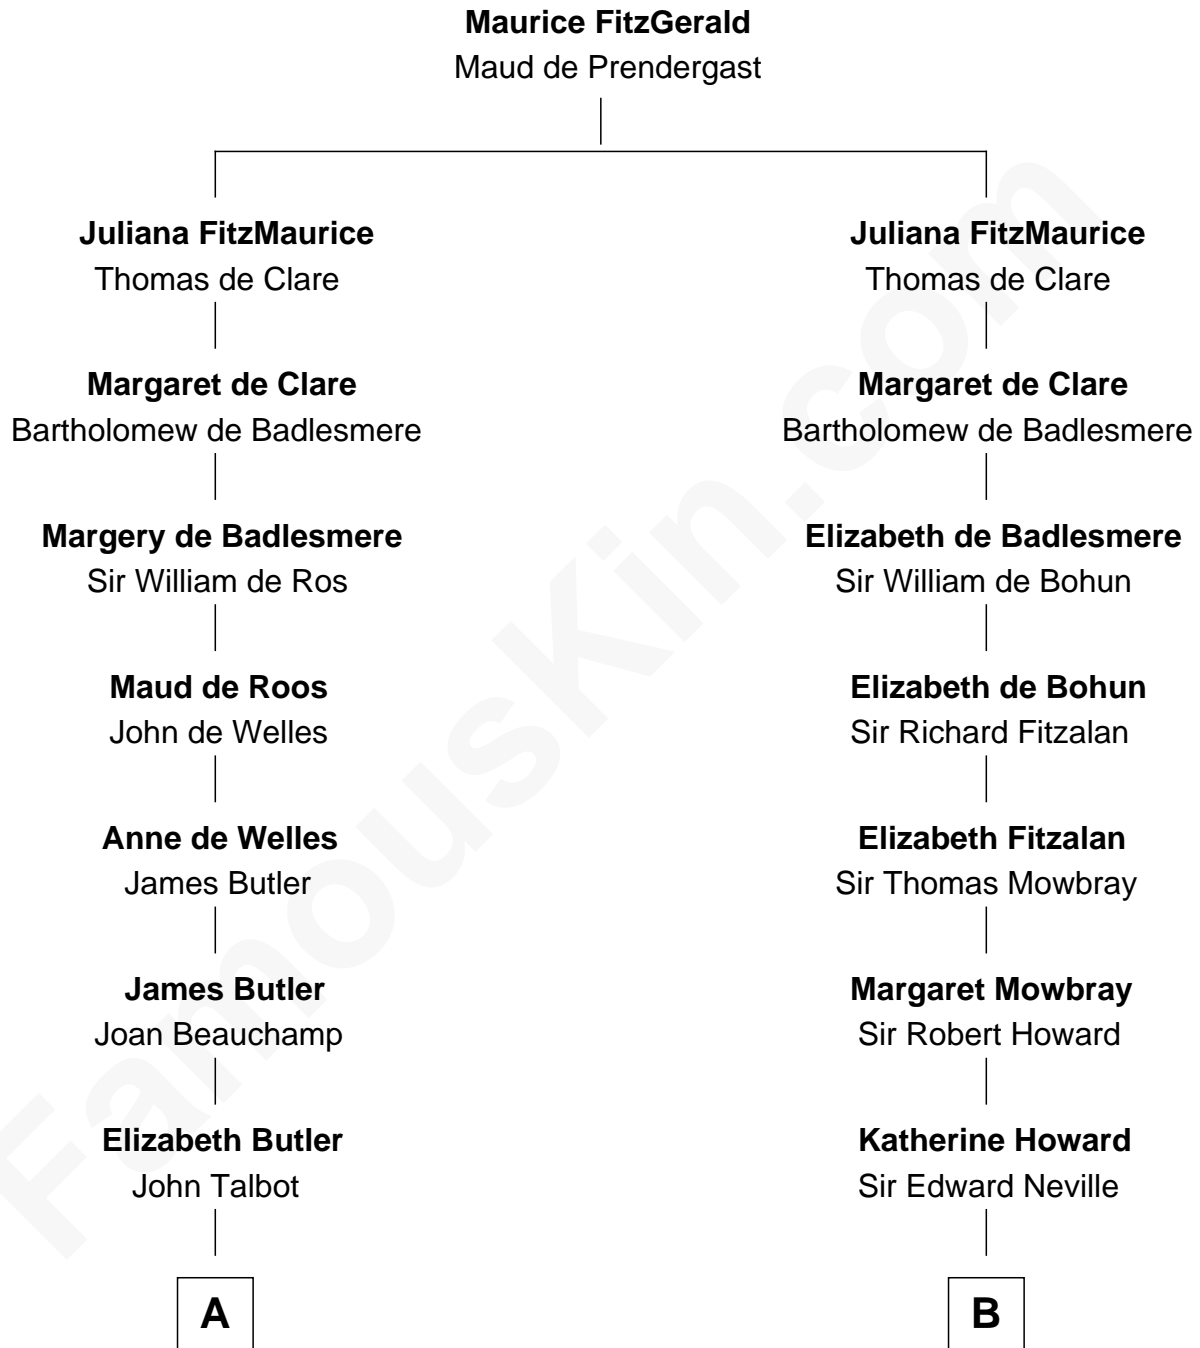 Maurice FitzGerald
Maud de Prendergast
Juliana FitzMaurice
Thomas de Clare
Margaret de Clare
Bartholomew de Badlesmere
Margery de Badlesmere
Sir William de Ros
Maud de Roos
John de Welles
Anne de Welles
James Butler
James Butler
Joan Beauchamp
Elizabeth Butler
John Talbot
A
Juliana FitzMaurice
Thomas de Clare
Margaret de Clare
Bartholomew de Badlesmere
Elizabeth de Badlesmere
Sir William de Bohun
Elizabeth de Bohun
Sir Richard Fitzalan
Elizabeth Fitzalan
Sir Thomas Mowbray
Margaret Mowbray
Sir Robert Howard
Katherine Howard
Sir Edward Neville
B
FamousKin.com